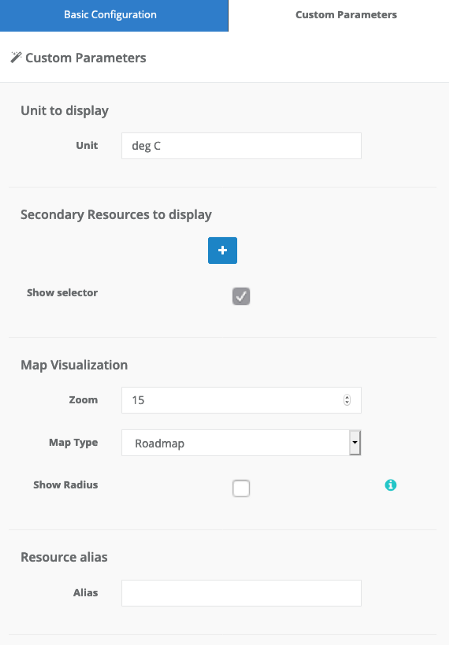 Basic Configuration
Custom Parameters
Custom Parameters
Unit to display
Unit
deg C
Secondary Resources to display
+
Show selector
Map Visualization
Zoom
15
Map Type
Roadmap
Show Radius
Resource alias
Alias